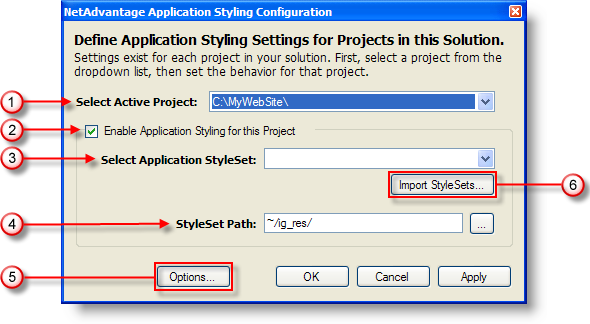 NetAdvantage Application Styling Configuration
Define Application Styling Settings for Projects in this Solution.
Settings exist for each project in your solution. First, select a project from the
dropdown list, then set the behavior for that project.
1 Select Active Project: C:\MyWebSite\
2 Enable Application Styling for this Project
3 Select Application StyleSet:
Import StyleSets... 6
4 StyleSet Path: ~/ig_res/ ...
5 Options... OK Cancel Apply